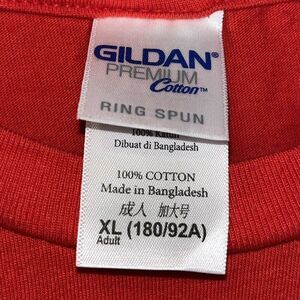 GILDAN®
PREMIUM
Cotton™
RING SPUN
100% Katun
Dibuat di Bangladesh
100% COTTON
Made in Bangladesh
成人 加大号
XL (180/92A)
Adult